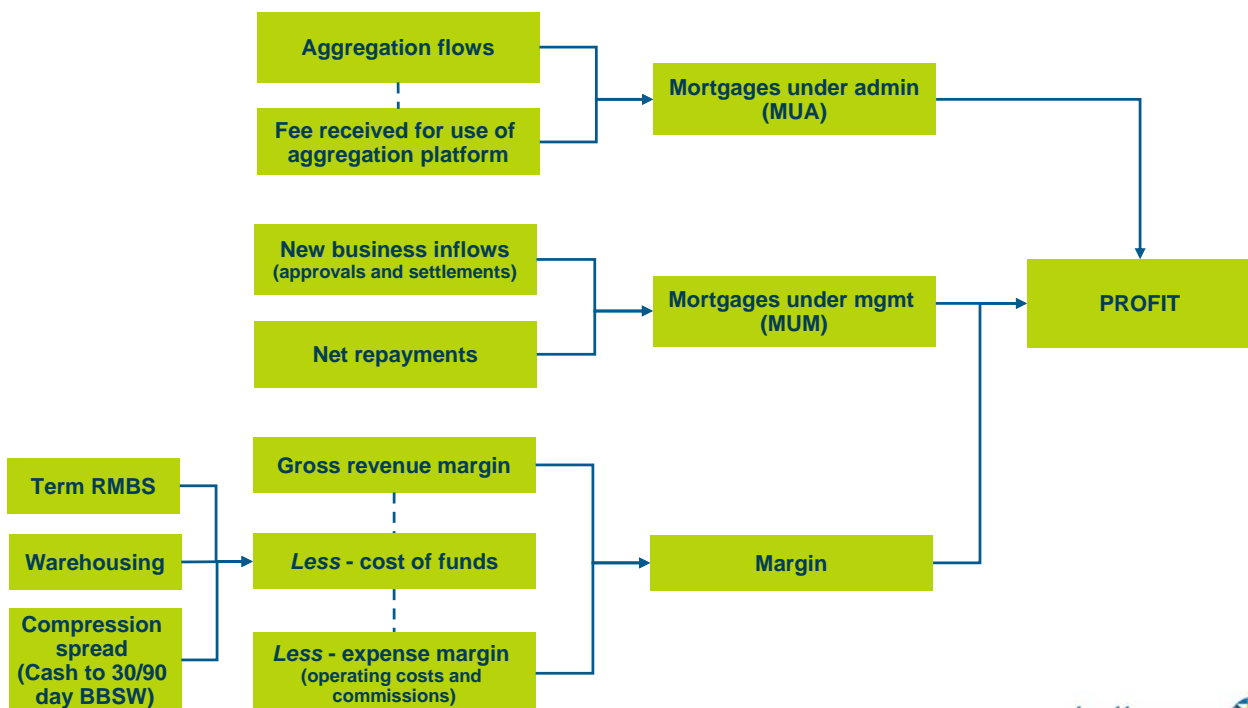 Aggregation flows
Fee received for use of
aggregation platform
Mortgages under admin
(MUA)
New business inflows
(approvals and settlements)
Net repayments
Mortgages under mgmt
(MUM)
PROFIT
Gross revenue margin
Term RMBS
Warehousing
Compression
spread
(Cash to 30/90
day BBSW)
Less - cost of funds
Less - expense margin
(operating costs and
commissions)
Margin